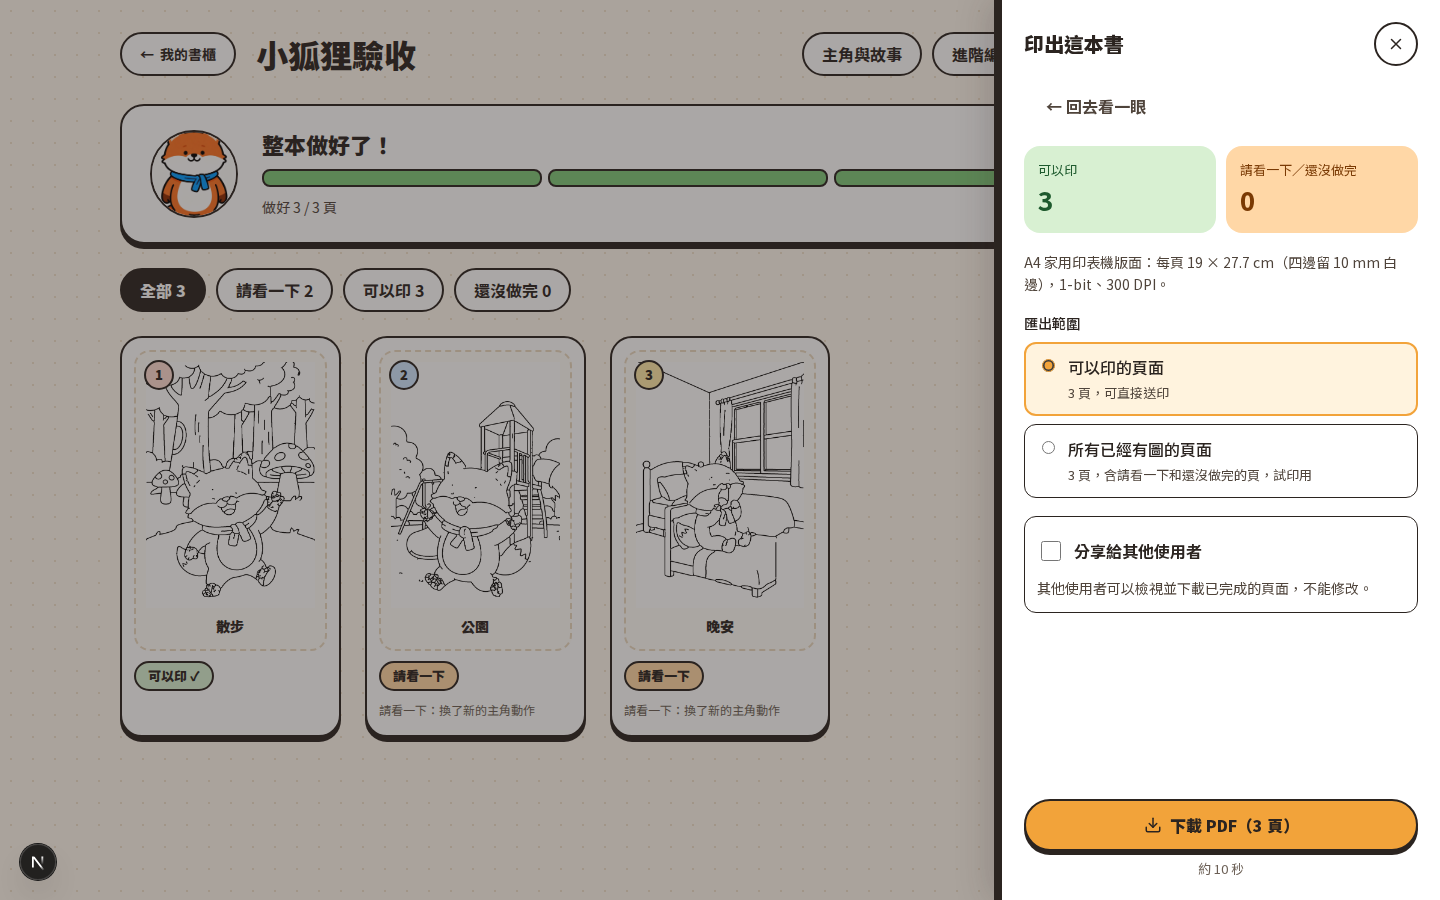 ← 我的書櫃
小狐狸驗收
主角與故事
進階編
整本做好了！
做好 3 / 3 頁
全部 3
請看一下 2
可以印 3
還沒做完 0
1
散步
可以印 ✓
2
公園
請看一下
請看一下：換了新的主角動作
3
晚安
請看一下
請看一下：換了新的主角動作
N
印出這本書
×
← 回去看一眼
可以印
3
請看一下／還沒做完
0
A4 家用印表機版面：每頁 19 × 27.7 cm（四邊留 10 mm 白
邊），1-bit、300 DPI。
匯出範圍
可以印的頁面
3 頁，可直接送印
所有已經有圖的頁面
3 頁，含請看一下和還沒做完的頁，試印用
分享給其他使用者
其他使用者可以檢視並下載已完成的頁面，不能修改。
下載 PDF（3 頁）
約 10 秒